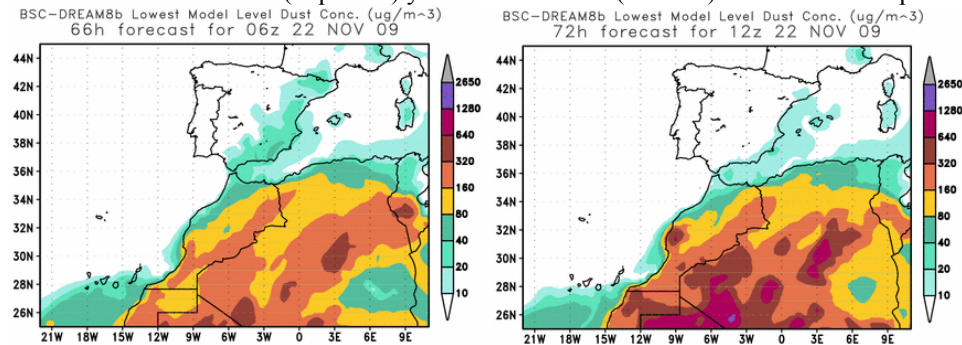 BSC-DREAM8b Lowest Model Level Dust Conc. (ug/m^3)
66h forecast for 06z 22 NOV 09
44N
42N
40N
38N
36N
34N
32N
30N
28N
26N
21W 18W 15W 12W 9W 6W 3W 0 3E 6E 9E
2650
1280
640
320
160
80
40
20
10
BSC-DREAM8b Lowest Model Level Dust Conc. (ug/m^3)
72h forecast for 12z 22 NOV 09
44N
42N
40N
38N
36N
34N
32N
30N
28N
26N
21W 18W 15W 12W 9W 6W 3W 0 3E 6E 9E
2650
1280
640
320
160
80
40
20
10